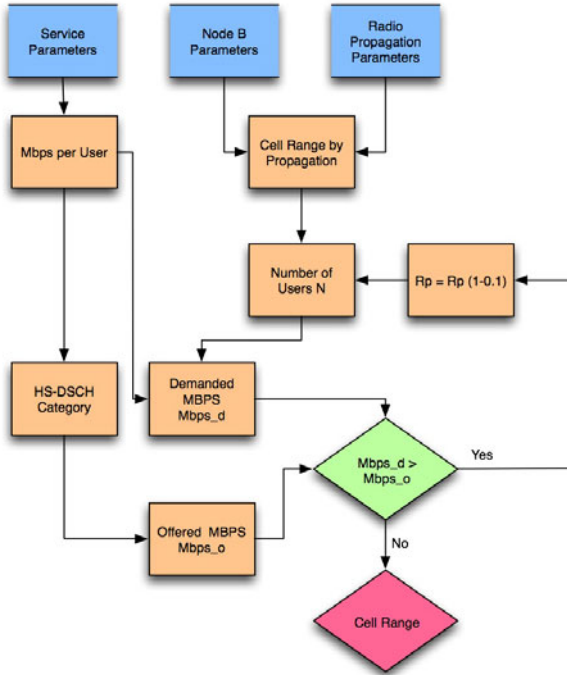 Service
Parameters
Node B
Parameters
Radio
Propagation
Parameters
Mbps per User
Cell Range by
Propagation
Number of
Users N
Rp = Rp (1-0.1)
HS-DSCH
Category
Demanded
MBPS
Mbps_d
Mbps_d >
Mbps_o
Yes
Offered MBPS
Mbps_o
No
Cell Range